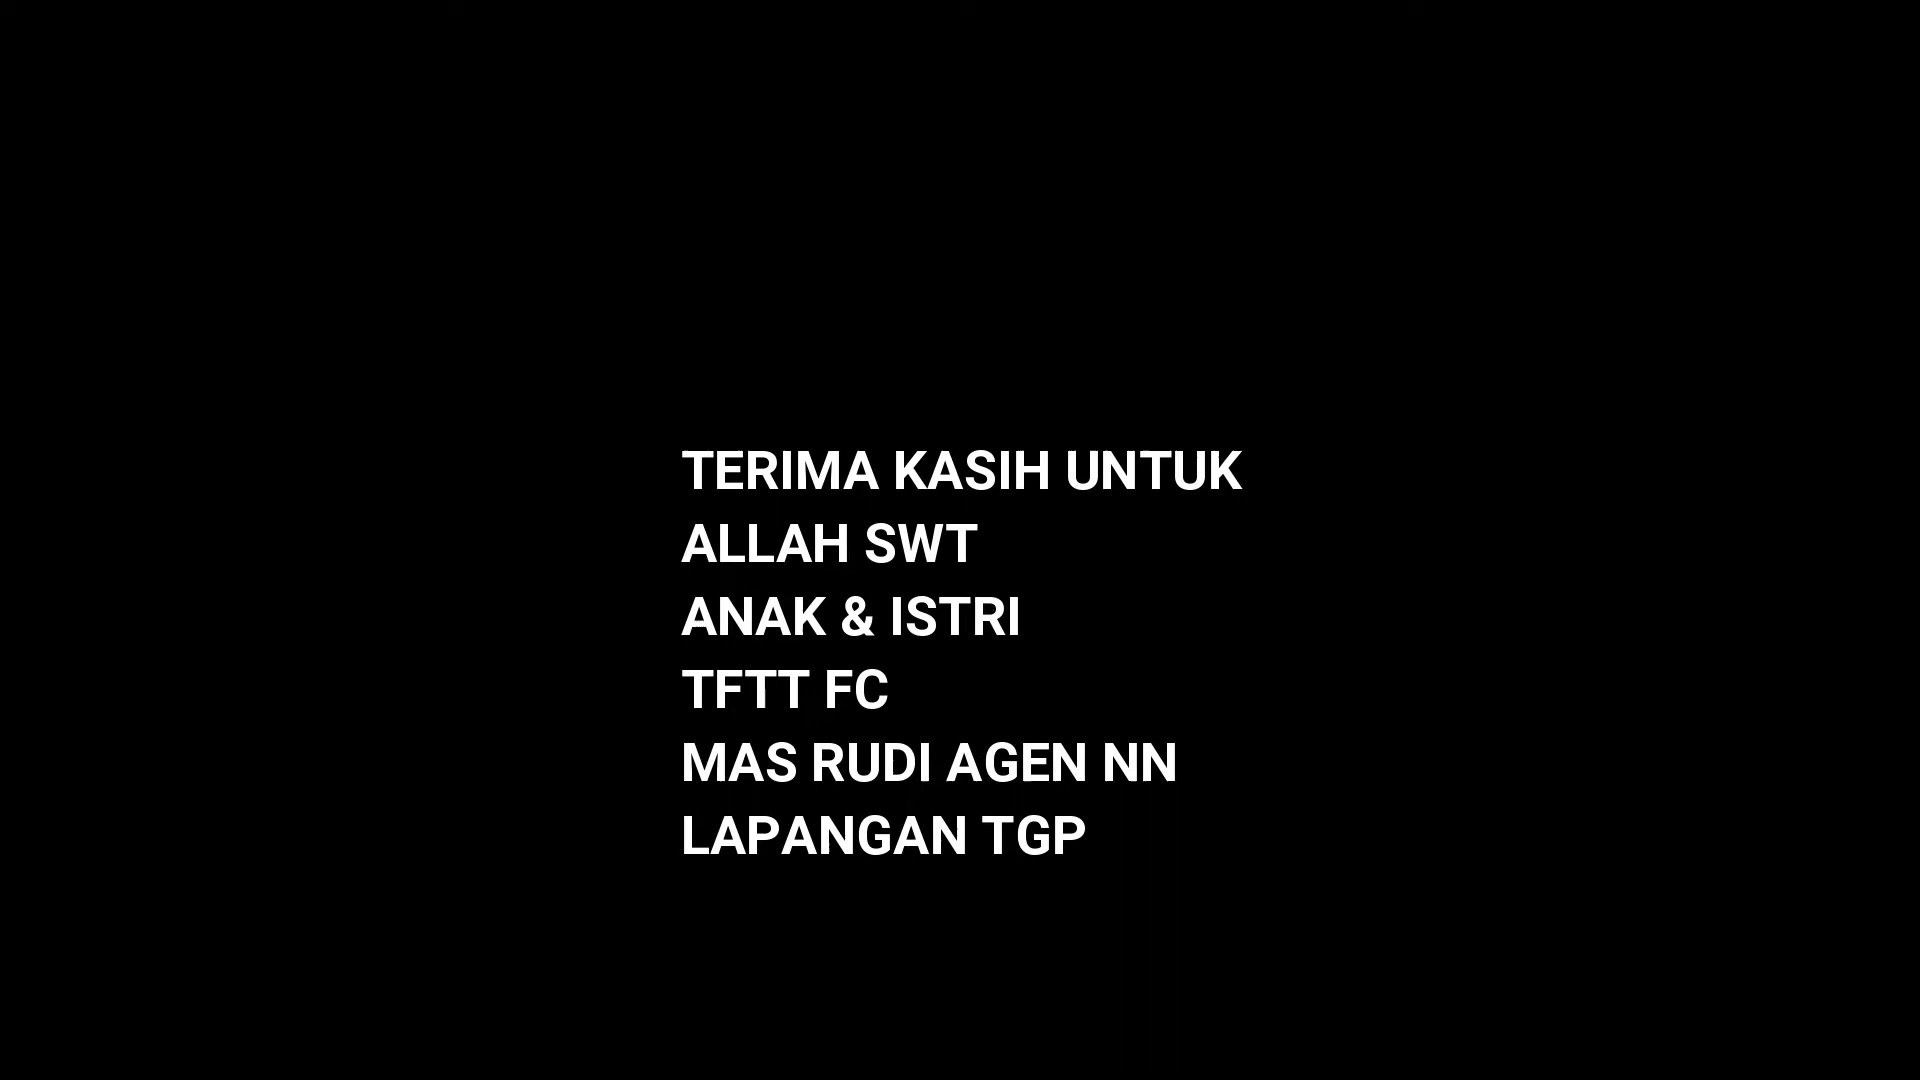 TERIMA KASIH UNTUK
ALLAH SWT
ANAK & ISTRI
TFTT FC
MAS RUDI AGEN NN
LAPANGAN TGP